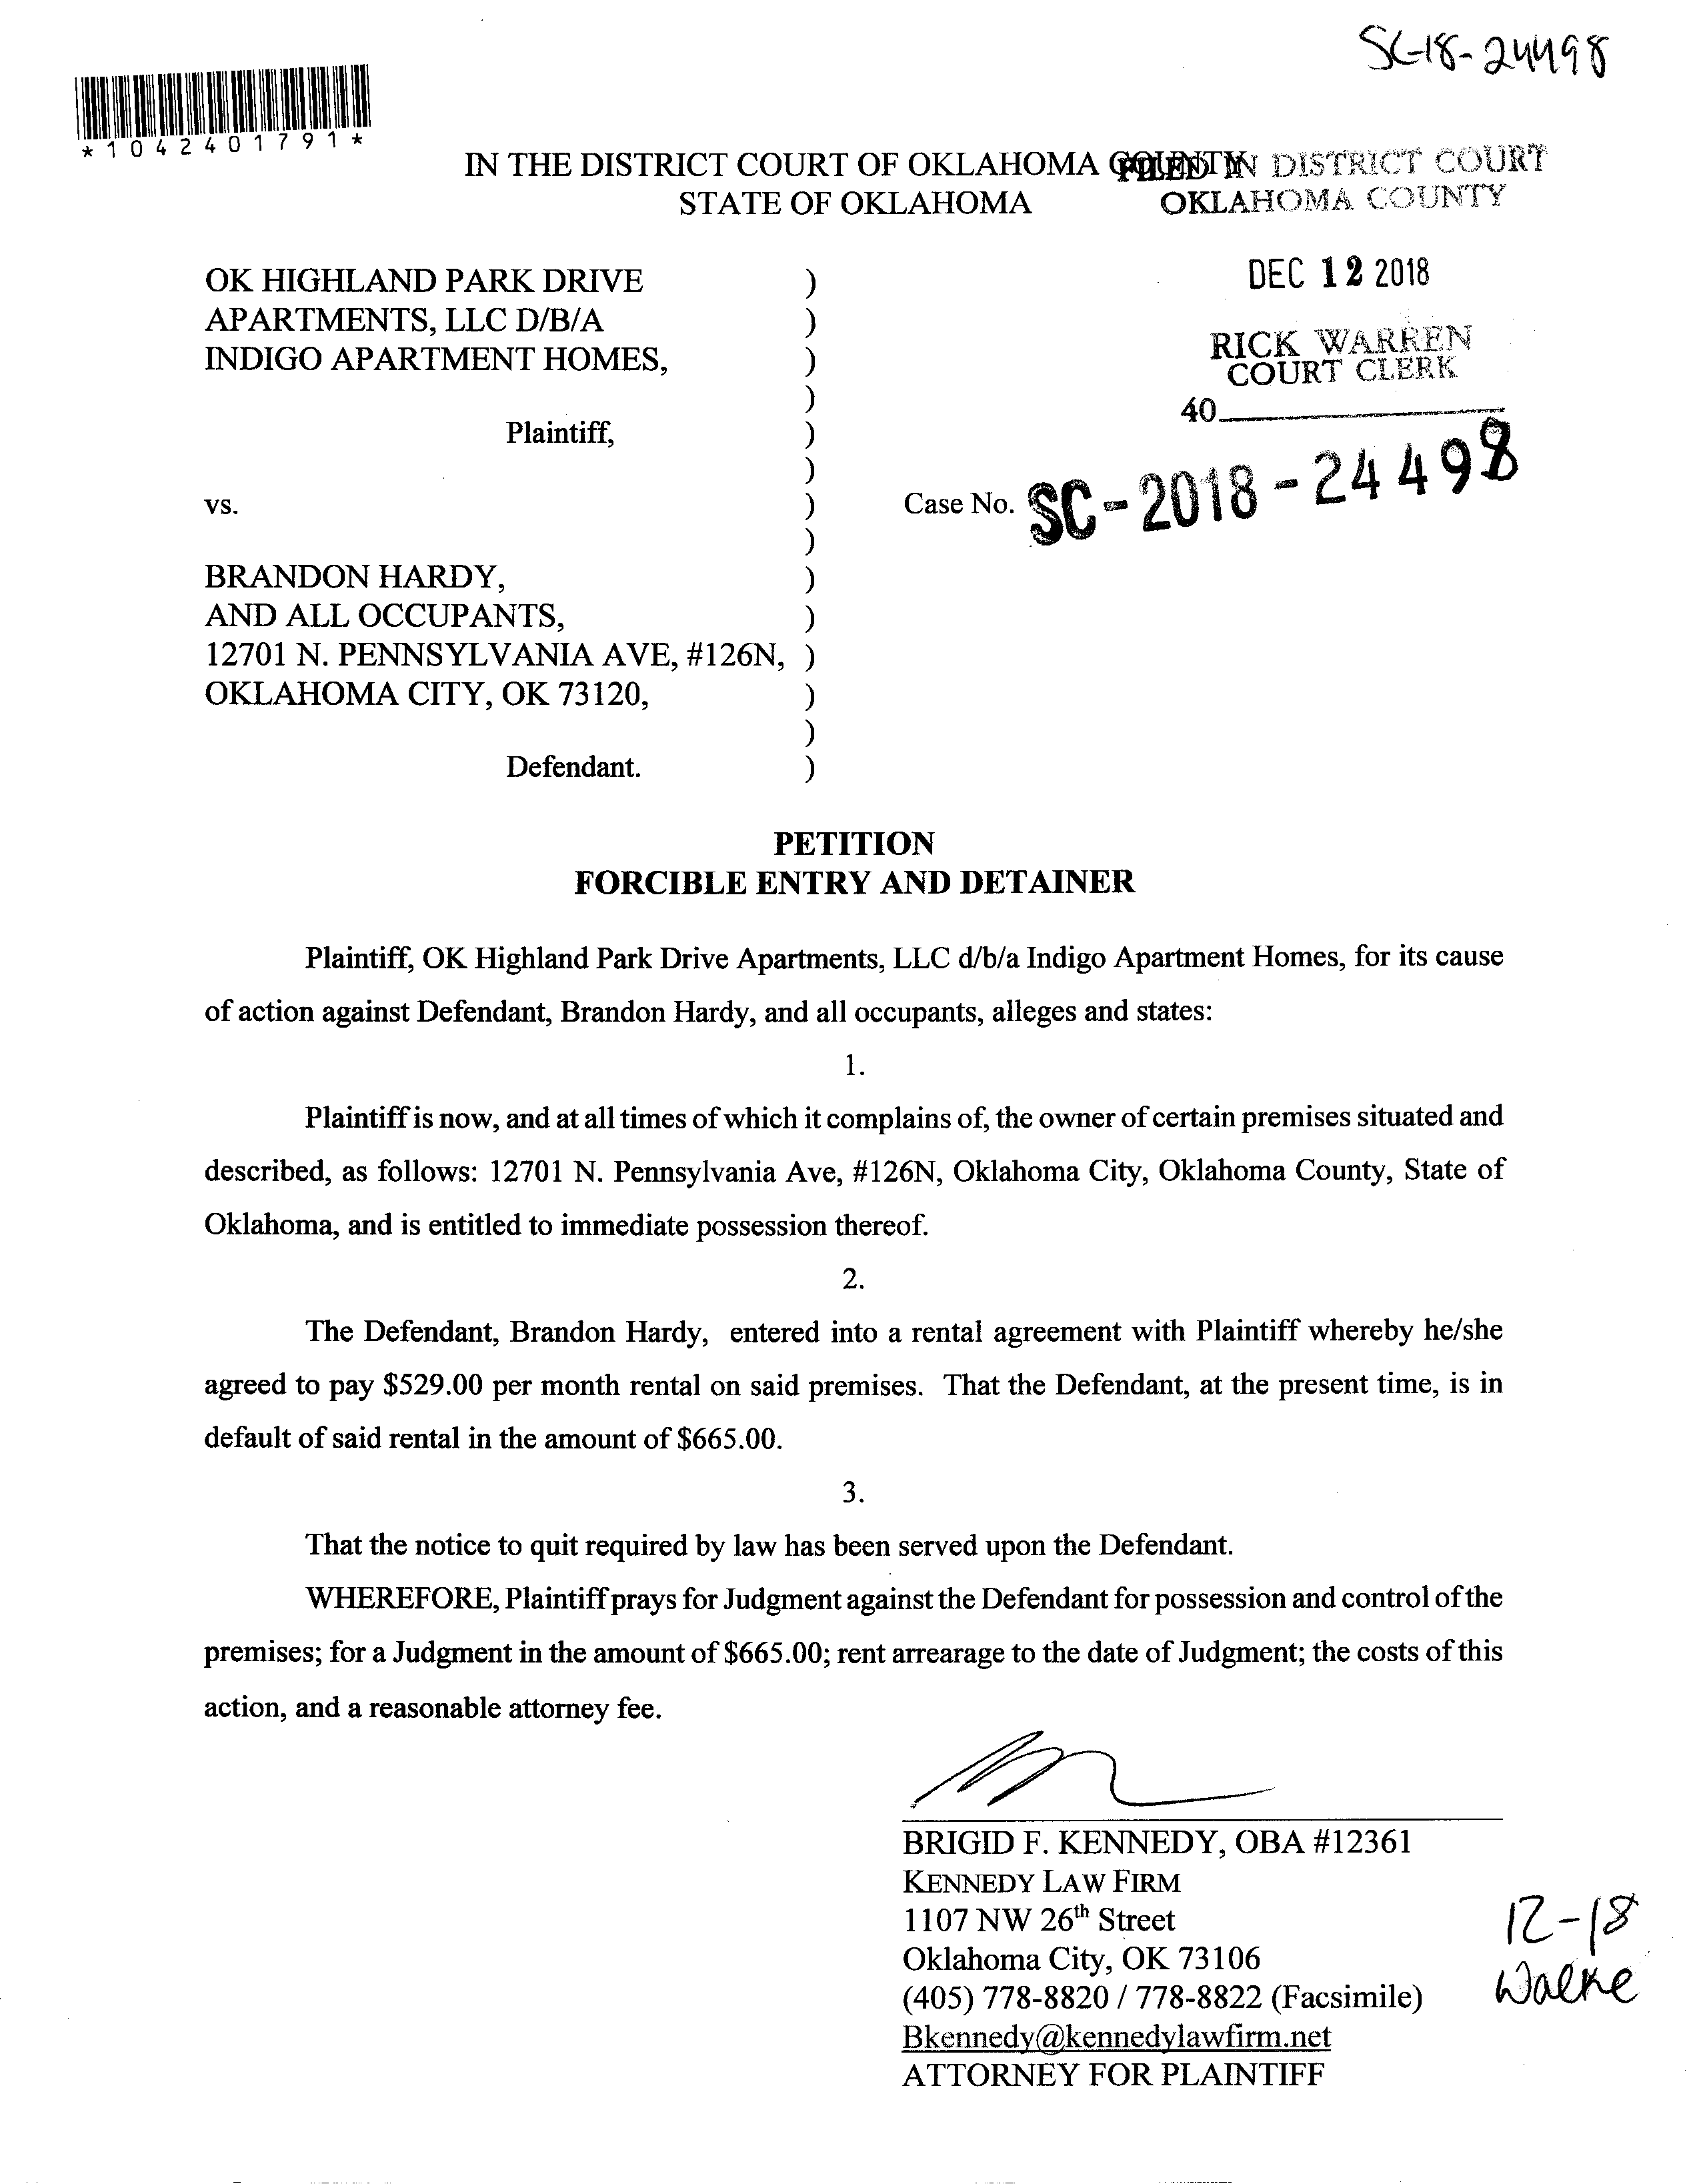 SC-18-24498
*1042401791*
IN THE DISTRICT COURT OF OKLAHOMA COUNTY
STATE OF OKLAHOMA
FILED IN DISTRICT COURT
OKLAHOMA COUNTY
DEC 12 2018
RICK WARREN
COURT CLERK
40
OK HIGHLAND PARK DRIVE )
APARTMENTS, LLC D/B/A )
INDIGO APARTMENT HOMES, )
)
Plaintiff, )
)
vs. ) Case No. SC-2018-24498
)
BRANDON HARDY, )
AND ALL OCCUPANTS, )
12701 N. PENNSYLVANIA AVE, #126N, )
OKLAHOMA CITY, OK 73120, )
)
Defendant. )
PETITION
FORCIBLE ENTRY AND DETAINER
Plaintiff, OK Highland Park Drive Apartments, LLC d/b/a Indigo Apartment Homes, for its cause
of action against Defendant, Brandon Hardy, and all occupants, alleges and states:
1.
Plaintiff is now, and at all times of which it complains of, the owner of certain premises situated and
described, as follows: 12701 N. Pennsylvania Ave, #126N, Oklahoma City, Oklahoma County, State of
Oklahoma, and is entitled to immediate possession thereof.
2.
The Defendant, Brandon Hardy, entered into a rental agreement with Plaintiff whereby he/she
agreed to pay $529.00 per month rental on said premises. That the Defendant, at the present time, is in
default of said rental in the amount of $665.00.
3.
That the notice to quit required by law has been served upon the Defendant.
WHEREFORE, Plaintiff prays for Judgment against the Defendant for possession and control of the
premises; for a Judgment in the amount of $665.00; rent arrearage to the date of Judgment; the costs of this
action, and a reasonable attorney fee.
BRIGID F. KENNEDY, OBA #12361
KENNEDY LAW FIRM
1107 NW 26th Street
Oklahoma City, OK 73106
(405) 778-8820 / 778-8822 (Facsimile)
Bkennedy@kennedylawfirm.net
ATTORNEY FOR PLAINTIFF
12-18
Walke